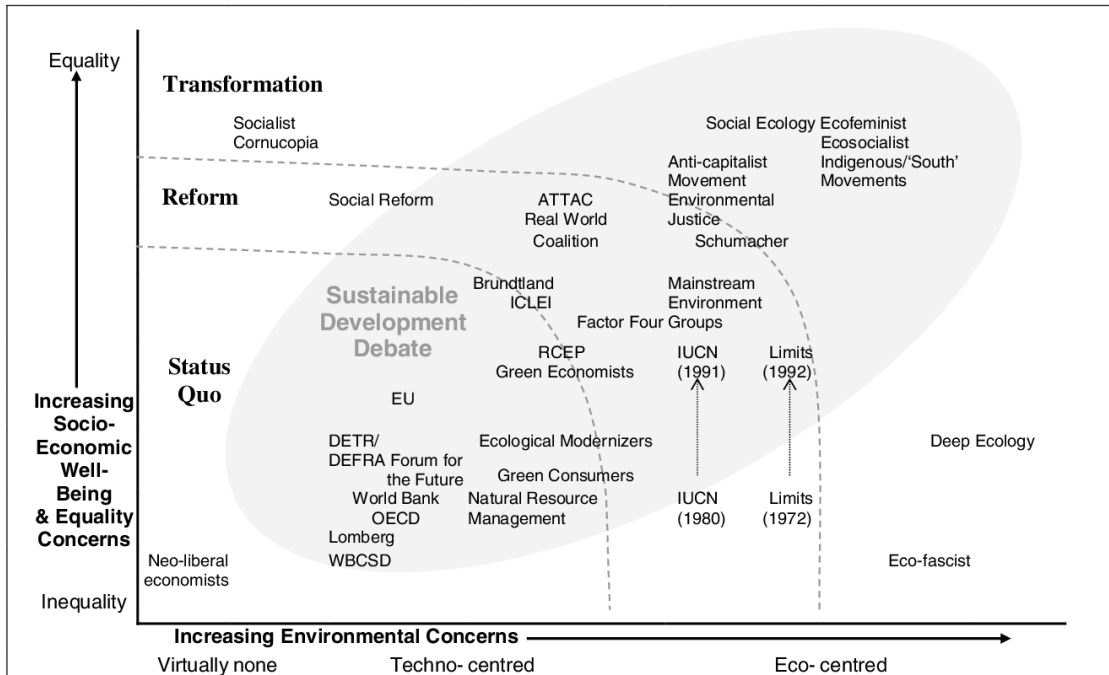 Equality
Transformation
Socialist
Cornucopia
Social Ecology Ecofeminist
Ecosocialist
Indigenous/‘South’
Movements
Anti-capitalist
Movement
Environmental
Justice
Reform
Social Reform
ATTAC
Real World
Coalition
Schumacher
Brundtland
ICLEI
Mainstream
Environment
Sustainable
Development
Debate
Factor Four Groups
RCEP
Green Economists
IUCN
(1991)
Limits
(1992)
Status
Quo
EU
Increasing
Socio-
Economic
Well-
Being
& Equality
Concerns
DETR/
DEFRA Forum for
the Future
Ecological Modernizers
Green Consumers
Deep Ecology
World Bank
OECD
Natural Resource
Management
IUCN
(1980)
Limits
(1972)
Lomberg
WBCSD
Neo-liberal
economists
Eco-fascist
Inequality
Increasing Environmental Concerns
Virtually none
Techno- centred
Eco- centred